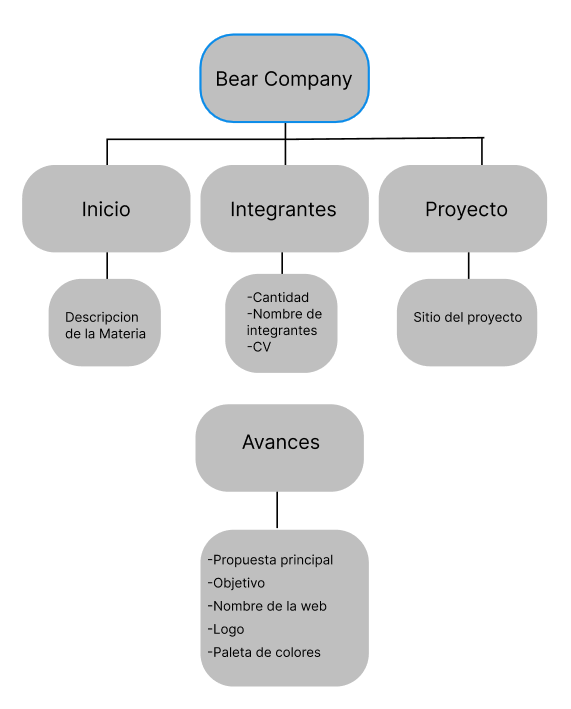 Bear Company
Inicio
Integrantes
Proyecto
Descripcion
de la Materia
-Cantidad
-Nombre de
integrantes
-CV
Sitio del proyecto
Avances
-Propuesta principal
-Objetivo
-Nombre de la web
-Logo
-Paleta de colores